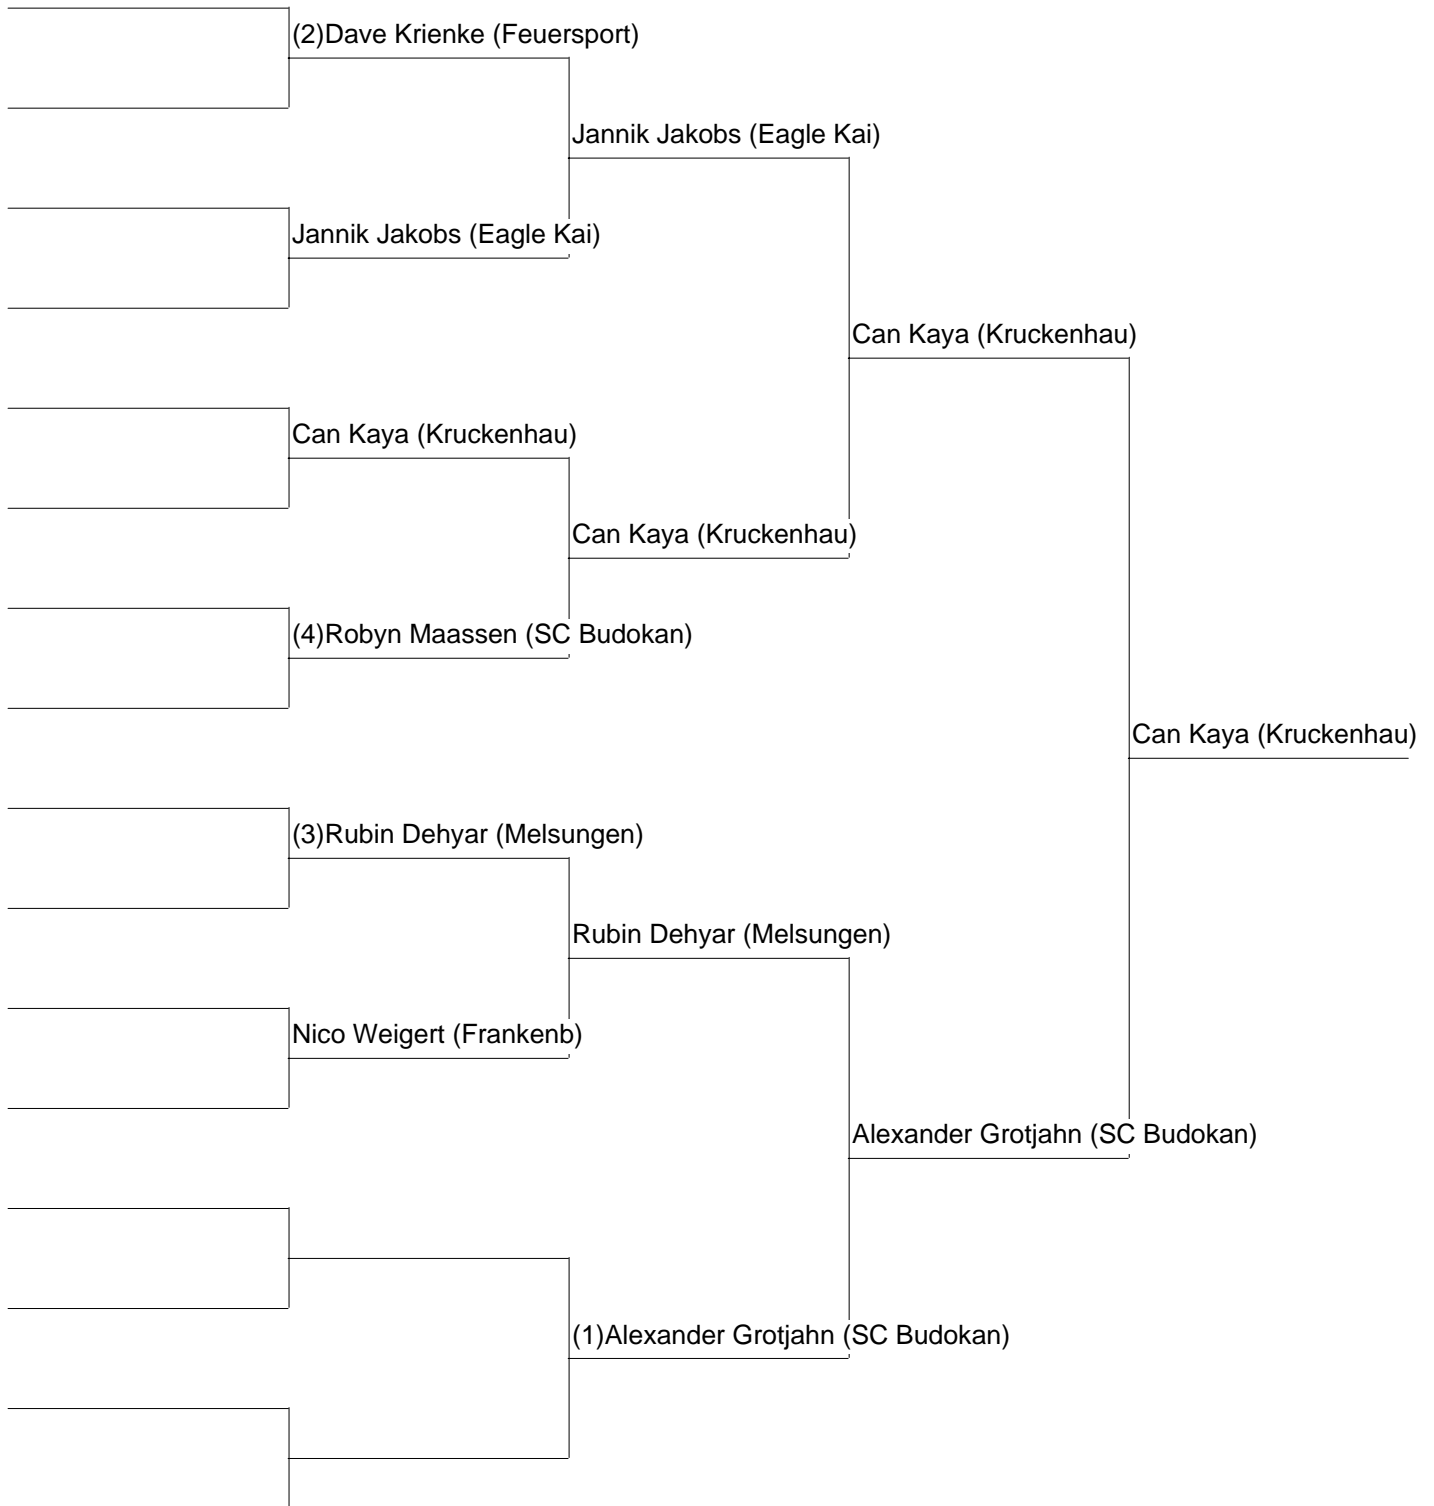 (2)Dave Krienke (Feuersport)
Jannik Jakobs (Eagle Kai)
Jannik Jakobs (Eagle Kai)
Can Kaya (Kruckenhau)
Can Kaya (Kruckenhau)
Can Kaya (Kruckenhau)
(4)Robyn Maassen (SC Budokan)
Can Kaya (Kruckenhau)
(3)Rubin Dehyar (Melsungen)
Rubin Dehyar (Melsungen)
Nico Weigert (Frankenb)
Alexander Grotjahn (SC Budokan)
(1)Alexander Grotjahn (SC Budokan)